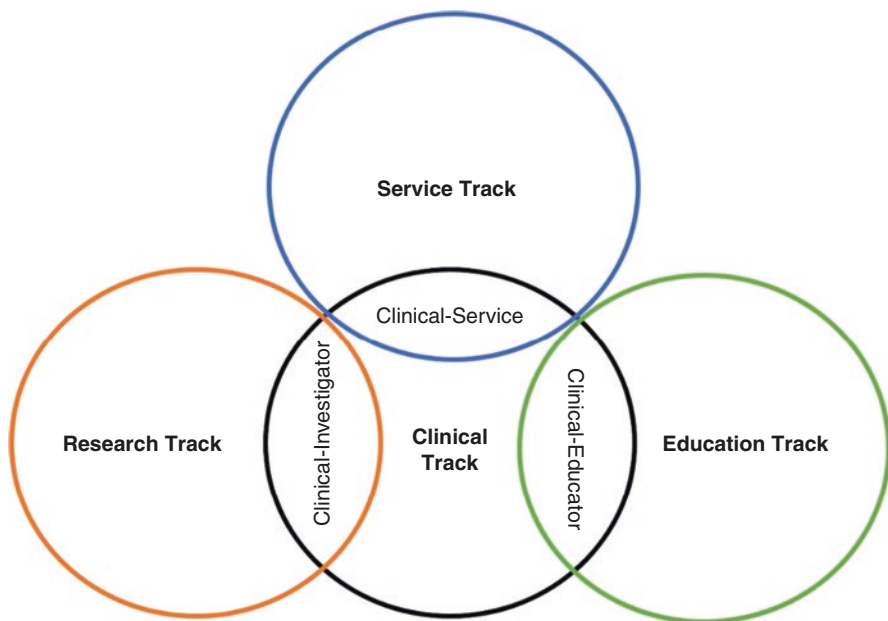 Service Track
Clinical-Service
Research Track
Clinical-Investigator
Clinical
Track
Clinical-Educator
Education Track